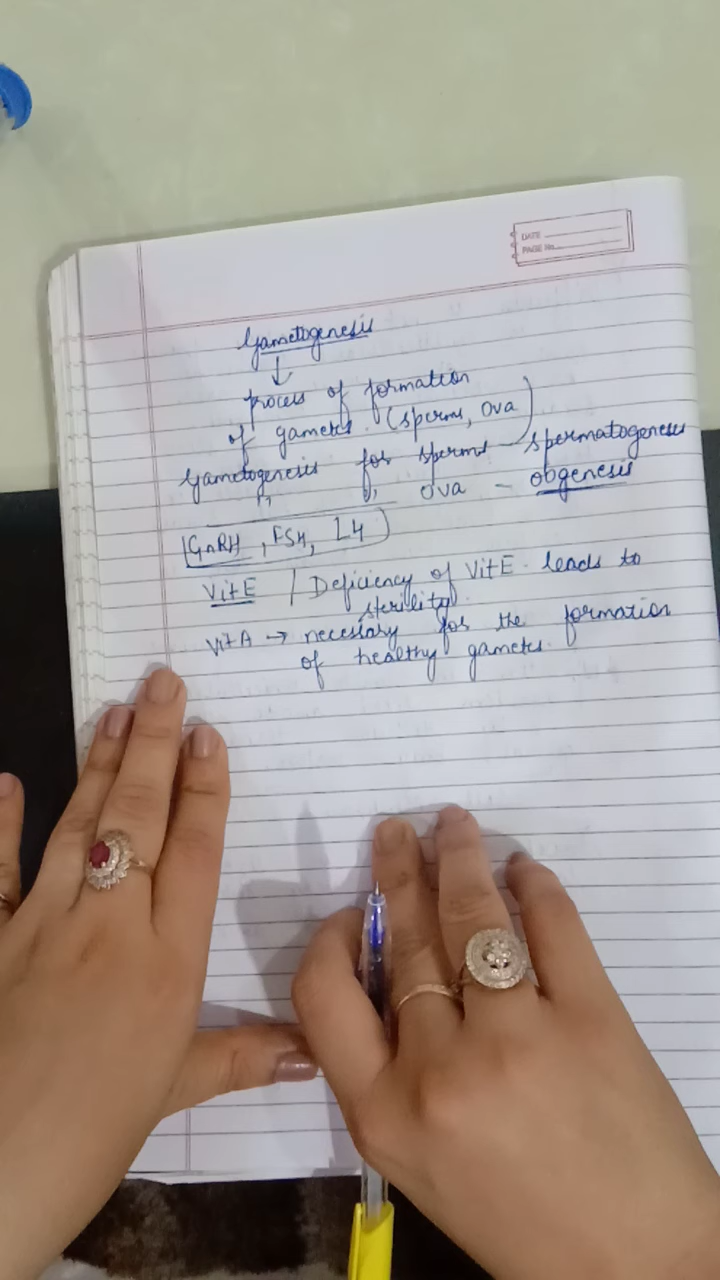 DATE
PAGE No.
Gametogenesis
↓
process of formation
of gametes. (sperms, ova)
Gametogenesis for sperms - spermatogenesis
" " ova - oogenesis
GnRH, FSH, LH
Vit E / Deficiency of Vit E leads to
sterility.
Vit A → necessary for the formation
of healthy gametes.